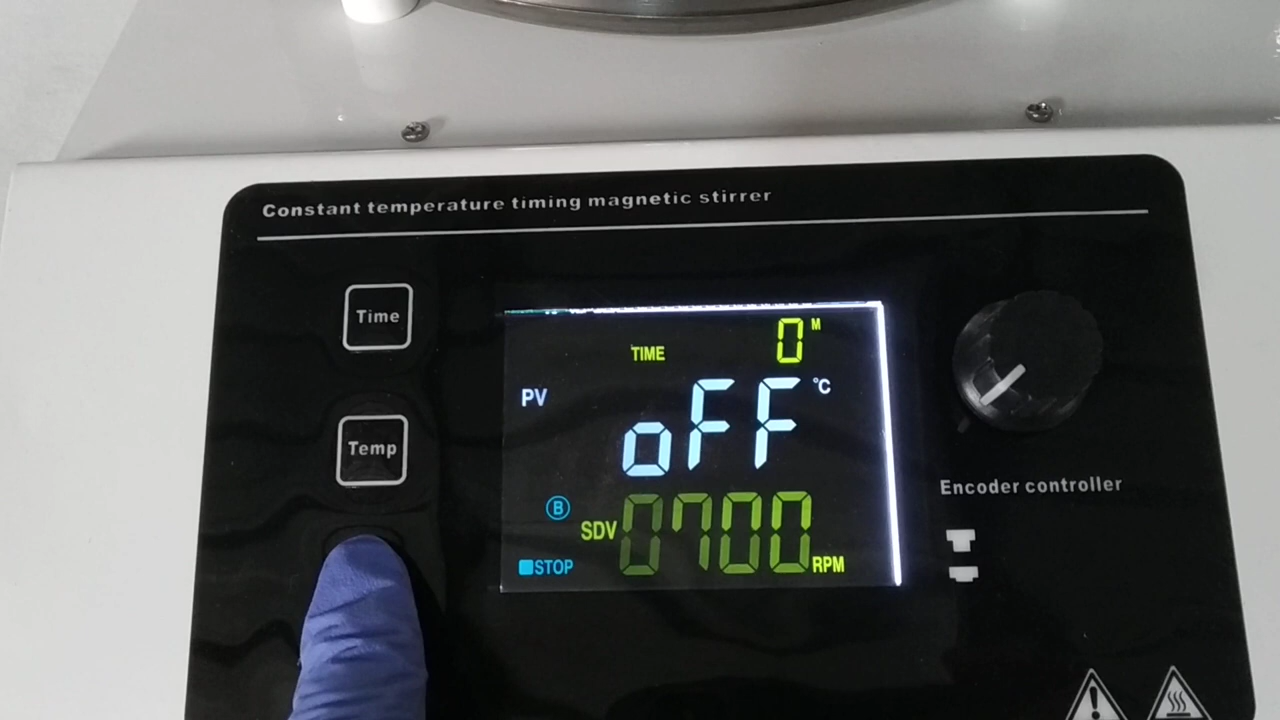 Constant temperature timing magnetic stirrer
Time
TIME 0 M
PV oFF °C
Temp
B
SDV 0700 RPM
STOP
Encoder controller